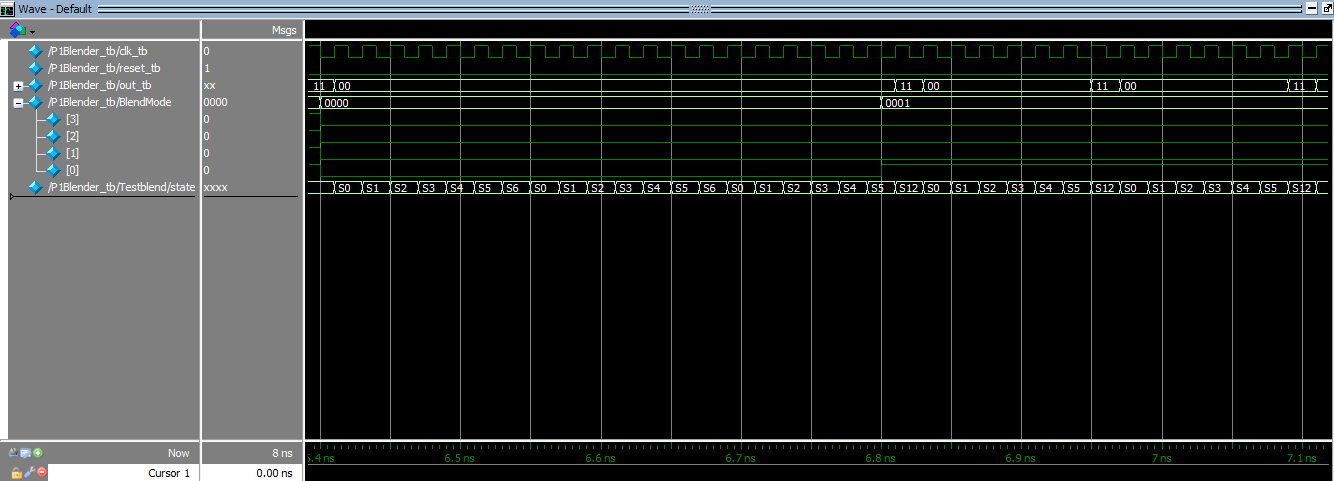 Wave - Default
Msgs
/P1Blender_tb/clk_tb 0
/P1Blender_tb/reset_tb 1
/P1Blender_tb/out_tb xx 11 00 11 00 11 00 11
/P1Blender_tb/BlendMode 0000 0000 0001
[3] 0
[2] 0
[1] 0
[0] 0
/P1Blender_tb/Testblend/state xxxx S0 S1 S2 S3 S4 S5 S6 S0 S1 S2 S3 S4 S5 S6 S0 S1 S2 S3 S4 S5 S12 S0 S1 S2 S3 S4 S5 S12 S0 S1 S2 S3 S4 S5 S12
Now 8 ns 6.5 ns 6.6 ns 6.7 ns 6.8 ns 6.9 ns 7 ns 7.1 ns
Cursor 1 0.00 ns